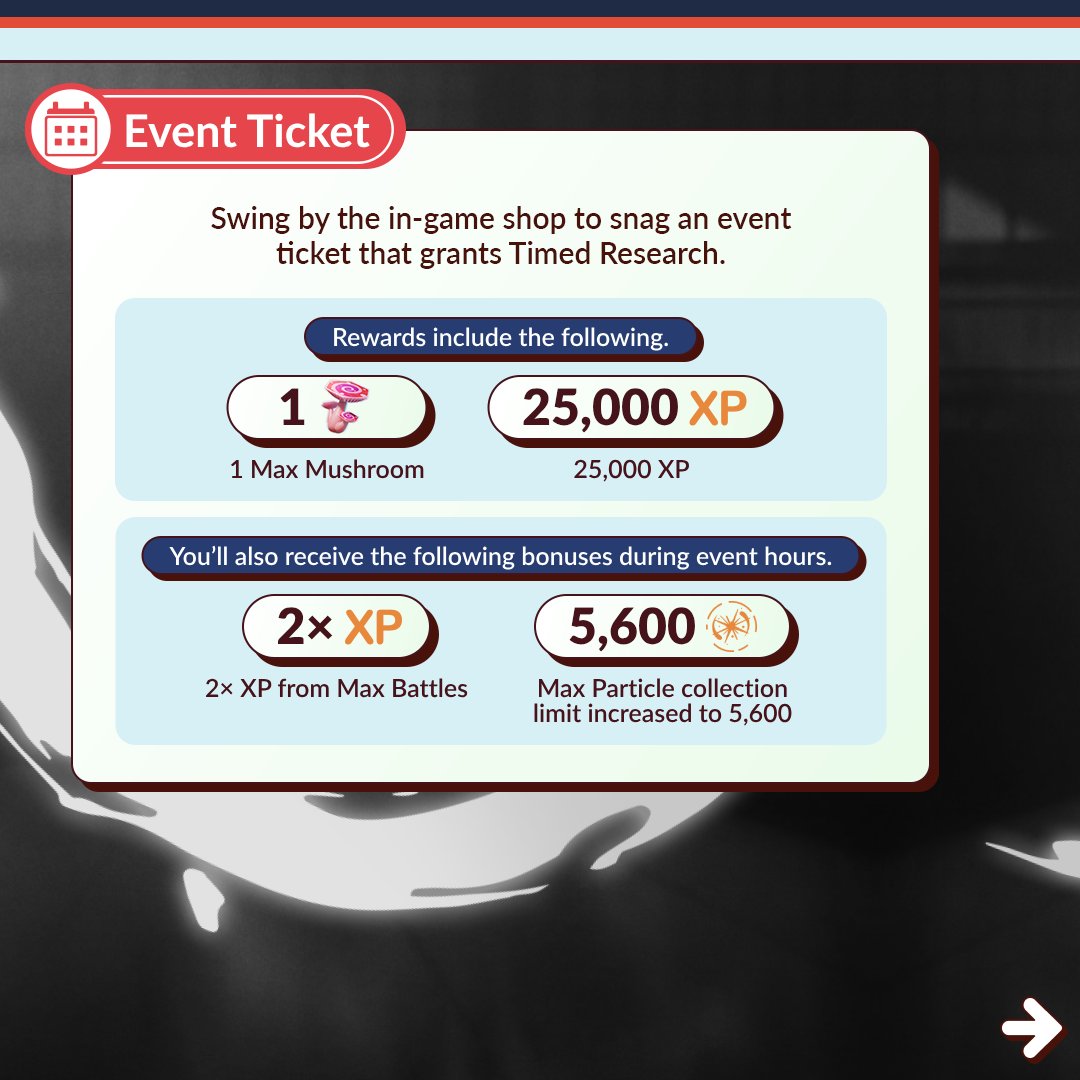 Event Ticket
Swing by the in-game shop to snag an event
ticket that grants Timed Research.
Rewards include the following.
1
25,000 XP
1 Max Mushroom
25,000 XP
You’ll also receive the following bonuses during event hours.
2× XP
5,600
2× XP from Max Battles
Max Particle collection
limit increased to 5,600